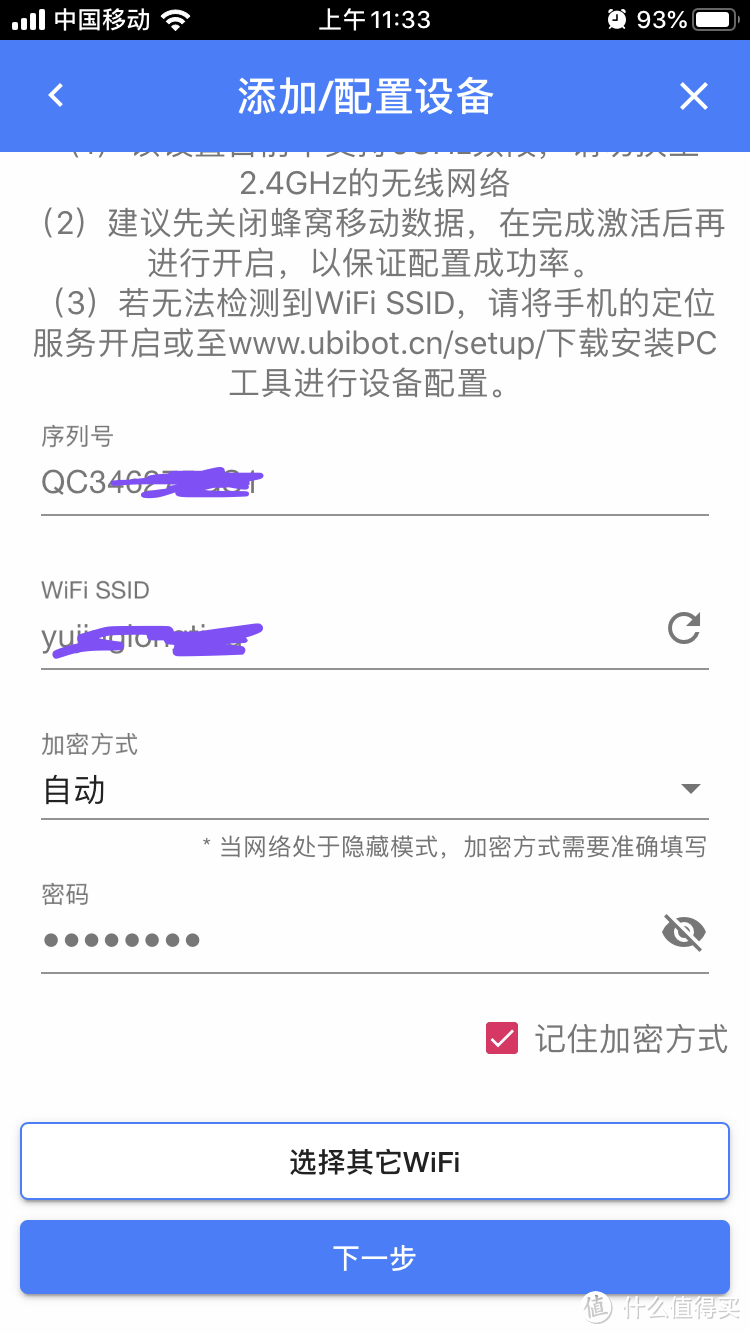 中国移动
上午11:33
93%
添加/配置设备
2.4GHz的无线网络
（2）建议先关闭蜂窝移动数据，在完成激活后再
进行开启，以保证配置成功率。
（3）若无法检测到WiFi SSID，请将手机的定位
服务开启或至www.ubibot.cn/setup/下载安装PC
工具进行设备配置。
序列号
WiFi SSID
加密方式
自动
* 当网络处于隐藏模式，加密方式需要准确填写
密码
••••••••
记住加密方式
选择其它WiFi
下一步
值 什么值得买